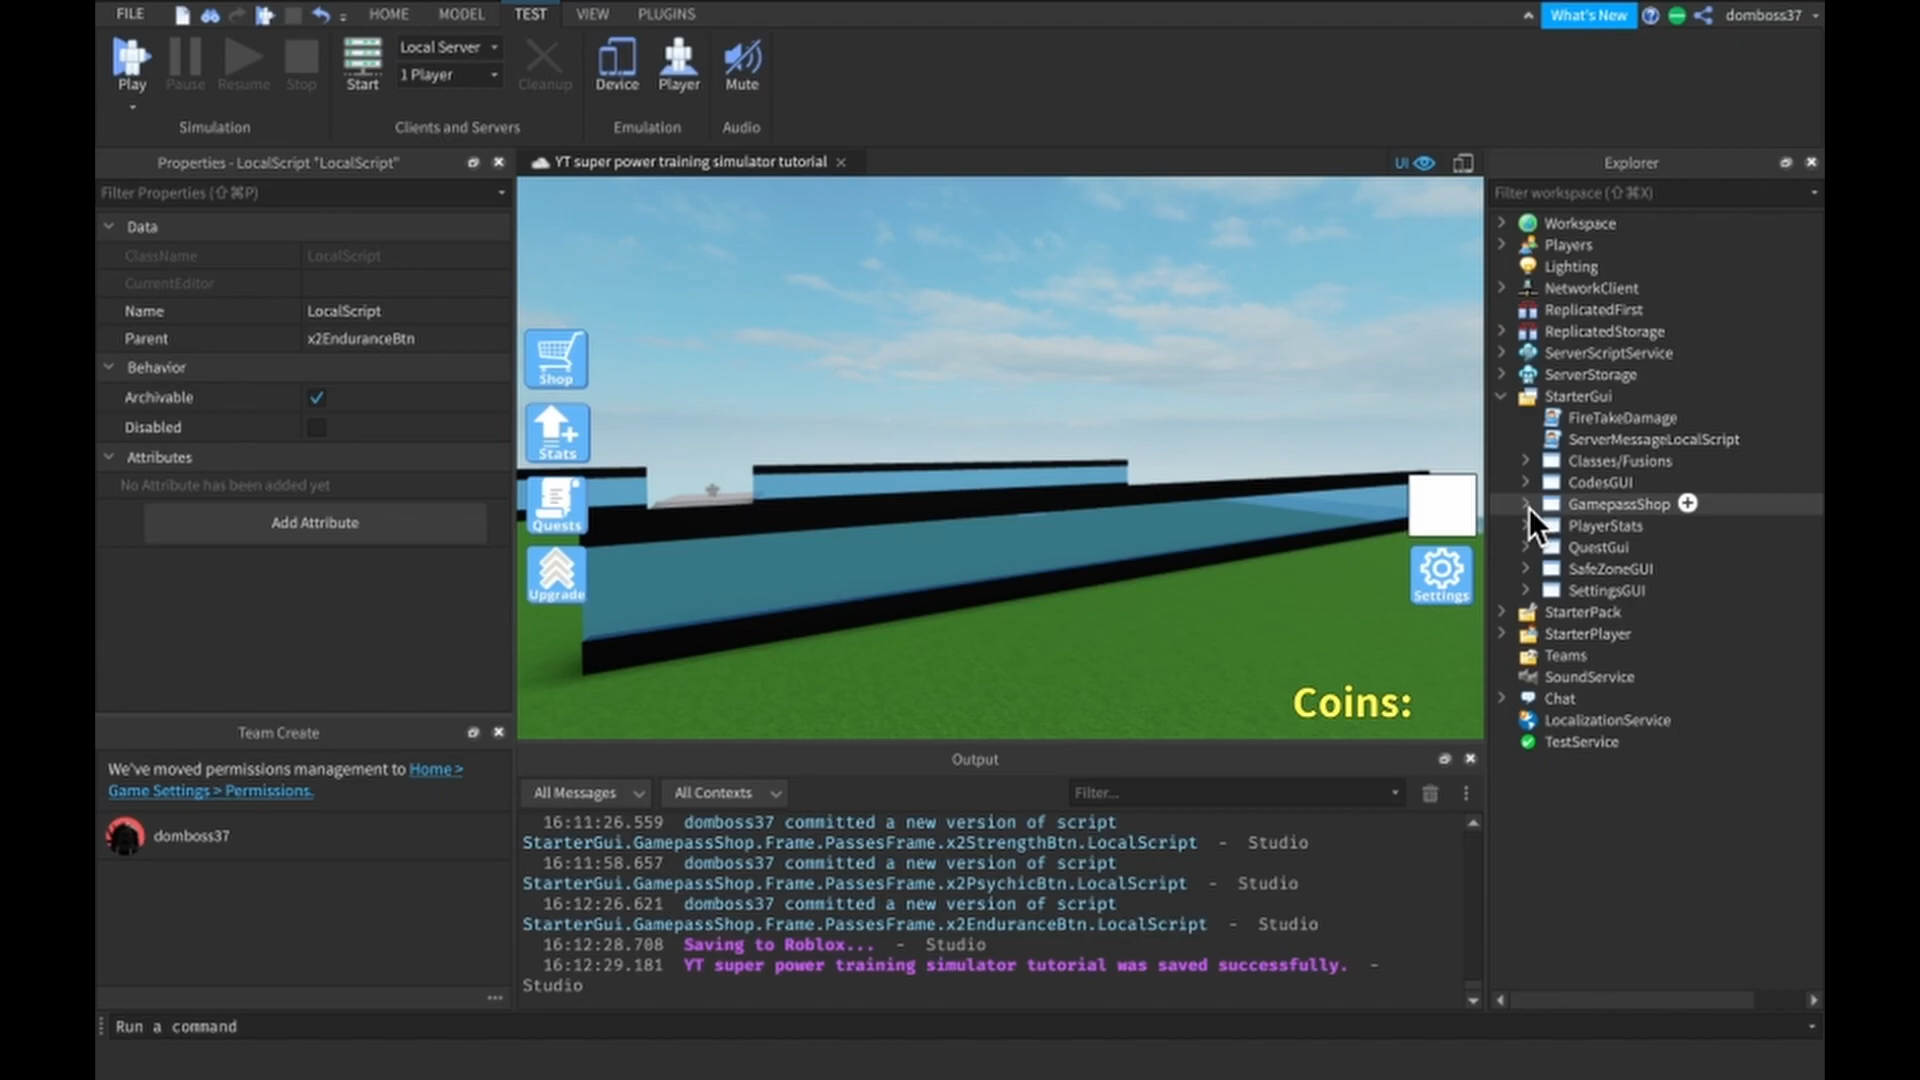 FILE HOME MODEL TEST VIEW PLUGINS What's New domboss37
Play Pause Resume Stop Start Local Server 1 Player Cleanup Device Player Mute
Simulation Clients and Servers Emulation Audio
Properties - LocalScript "LocalScript"
Filter Properties (⇧⌘P)
Data
ClassName LocalScript
CurrentEditor
Name LocalScript
Parent x2EnduranceBtn
Behavior
Archivable
Disabled
Attributes
No Attribute has been added yet
Add Attribute
Team Create
We've moved permissions management to Home >
Game Settings > Permissions.
domboss37
YT super power training simulator tutorial
UI
Shop
Stats
Quests
Upgrade
Settings
Coins:
Output
All Messages All Contexts Filter...
16:11:26.559 domboss37 committed a new version of script
StarterGui.GamepassShop.Frame.PassesFrame.x2StrengthBtn.LocalScript - Studio
16:11:58.657 domboss37 committed a new version of script
StarterGui.GamepassShop.Frame.PassesFrame.x2PsychicBtn.LocalScript - Studio
16:12:26.621 domboss37 committed a new version of script
StarterGui.GamepassShop.Frame.PassesFrame.x2EnduranceBtn.LocalScript - Studio
16:12:28.708 Saving to Roblox... - Studio
16:12:29.181 YT super power training simulator tutorial was saved successfully. -
Studio
Explorer
Filter workspace (⇧⌘X)
Workspace
Players
Lighting
NetworkClient
ReplicatedFirst
ReplicatedStorage
ServerScriptService
ServerStorage
StarterGui
FireTakeDamage
ServerMessageLocalScript
Classes/Fusions
CodesGUI
GamepassShop
PlayerStats
QuestGui
SafeZoneGUI
SettingsGUI
StarterPack
StarterPlayer
Teams
SoundService
Chat
LocalizationService
TestService
Run a command